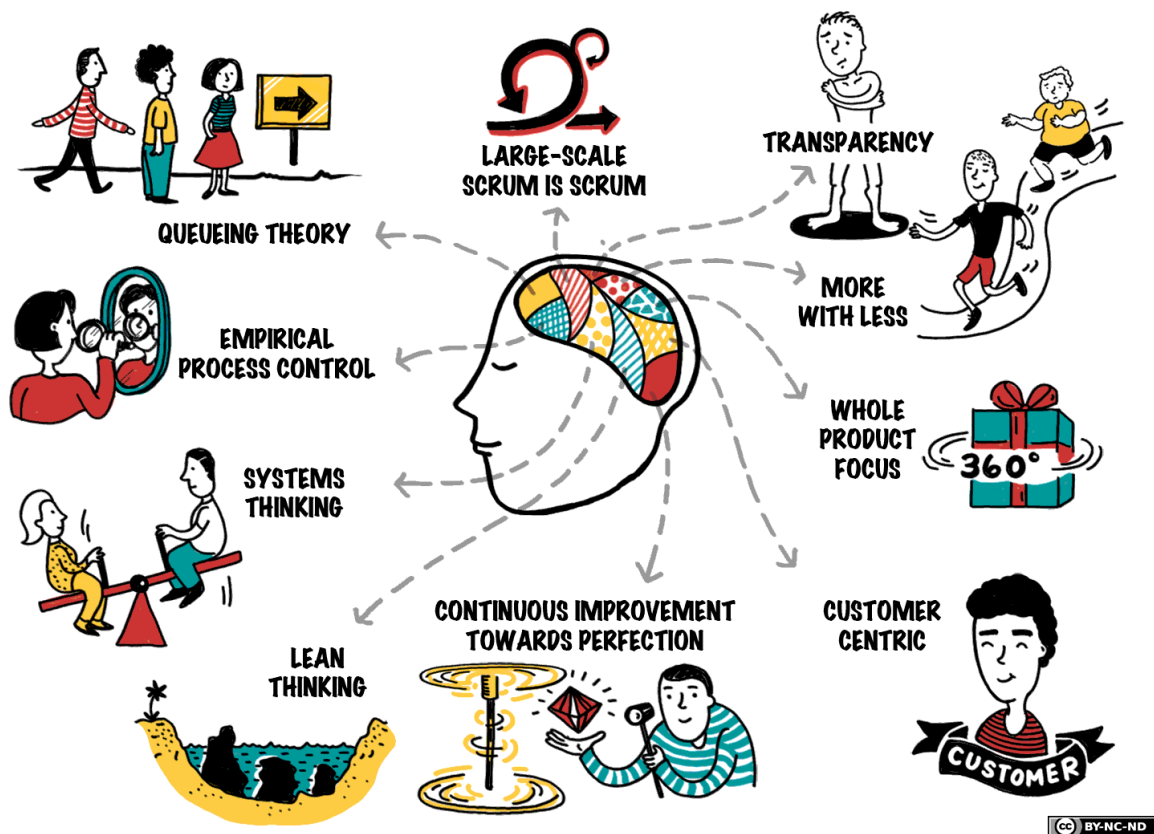 LARGE-SCALE
SCRUM IS SCRUM
TRANSPARENCY
QUEUEING THEORY
MORE
WITH LESS
EMPIRICAL
PROCESS CONTROL
WHOLE
PRODUCT
FOCUS
360°
SYSTEMS
THINKING
CONTINUOUS IMPROVEMENT
TOWARDS PERFECTION
CUSTOMER
CENTRIC
LEAN
THINKING
CUSTOMER
cc BY-NC-ND